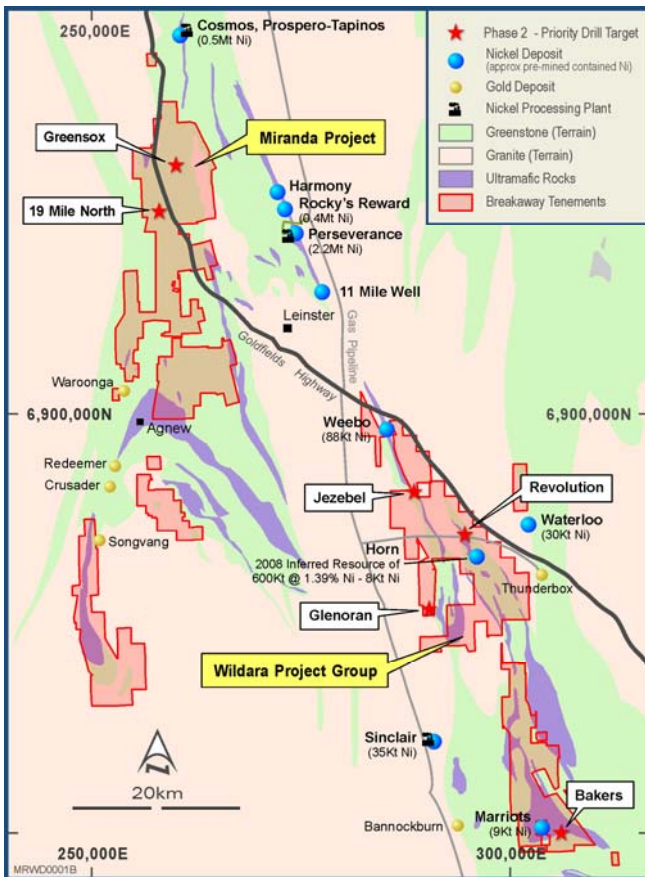 250,000E
Cosmos, Prospero-Tapinos
(0.5Mt Ni)
Phase 2 - Priority Drill Target
Nickel Deposit
(approx pre-mined contained Ni)
Gold Deposit
Nickel Processing Plant
Greenstone (Terrain)
Granite (Terrain)
Ultramafic Rocks
Breakaway Tenements
Greensox
Miranda Project
19 Mile North
Harmony
Rocky's Reward
(0.4Mt Ni)
Perseverance
(2.2Mt Ni)
11 Mile Well
Leinster
Gas Pipeline
Goldfields Highway
Waroonga
6,900,000N
6,900,000N
Agnew
Weebo
(88Kt Ni)
Redeemer
Crusader
Jezebel
Revolution
Songvang
Waterloo
(30Kt Ni)
Horn
2008 Inferred Resource of
600Kt @ 1.39% Ni - 8Kt Ni
Thunderbox
Glenoran
Wildara Project Group
N
Sinclair
(35Kt Ni)
20km
Bakers
Bannockburn
Marriots
(9Kt Ni)
250,000E
300,000E
MRWD0001B